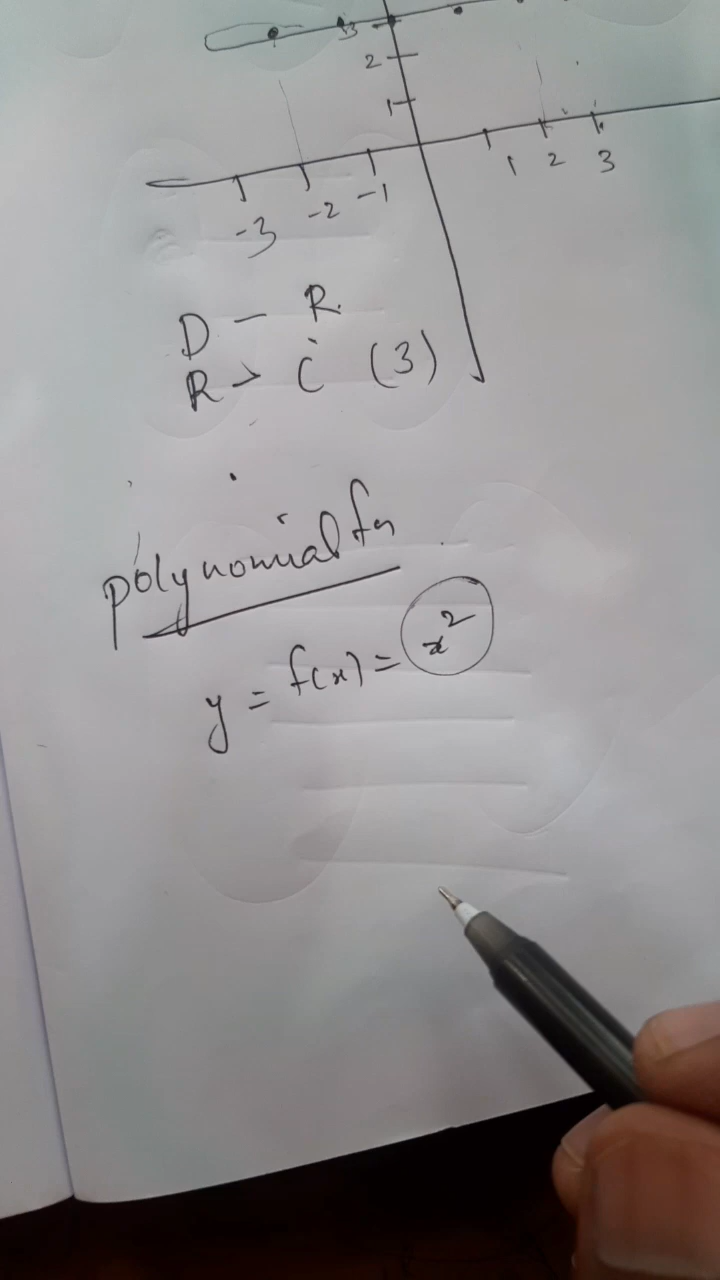 3
2
1
-3 -2 -1 1 2 3
D - R
R > C (3)
polynomial fn
y = f(x) = x²